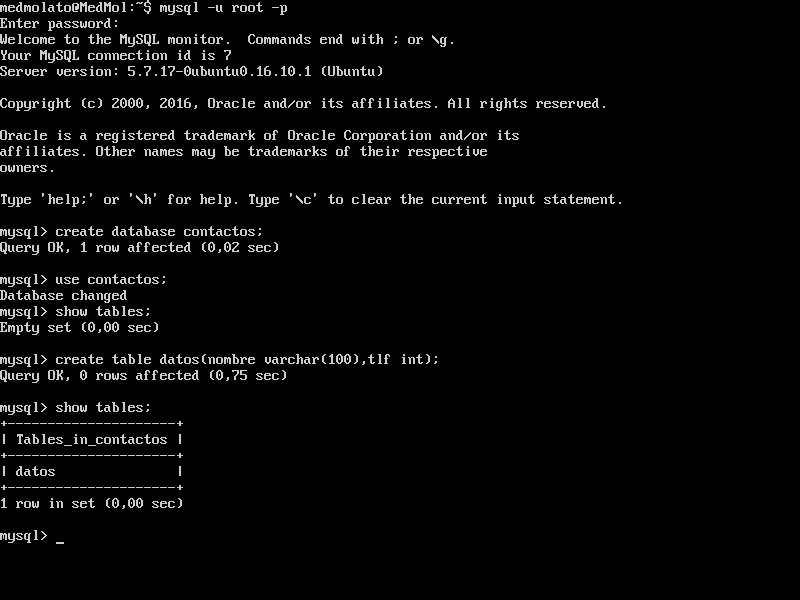 medmolato@MedMol:~$ mysql -u root -p
Enter password:
Welcome to the MySQL monitor.  Commands end with ; or \g.
Your MySQL connection id is 7
Server version: 5.7.17-0ubuntu0.16.10.1 (Ubuntu)

Copyright (c) 2000, 2016, Oracle and/or its affiliates. All rights reserved.

Oracle is a registered trademark of Oracle Corporation and/or its
affiliates. Other names may be trademarks of their respective
owners.

Type 'help;' or '\h' for help. Type '\c' to clear the current input statement.

mysql> create database contactos;
Query OK, 1 row affected (0,02 sec)

mysql> use contactos;
Database changed
mysql> show tables;
Empty set (0,00 sec)

mysql> create table datos(nombre varchar(100),tlf int);
Query OK, 0 rows affected (0,75 sec)

mysql> show tables;
+---------------------+
| Tables_in_contactos |
+---------------------+
| datos               |
+---------------------+
1 row in set (0,00 sec)

mysql> _